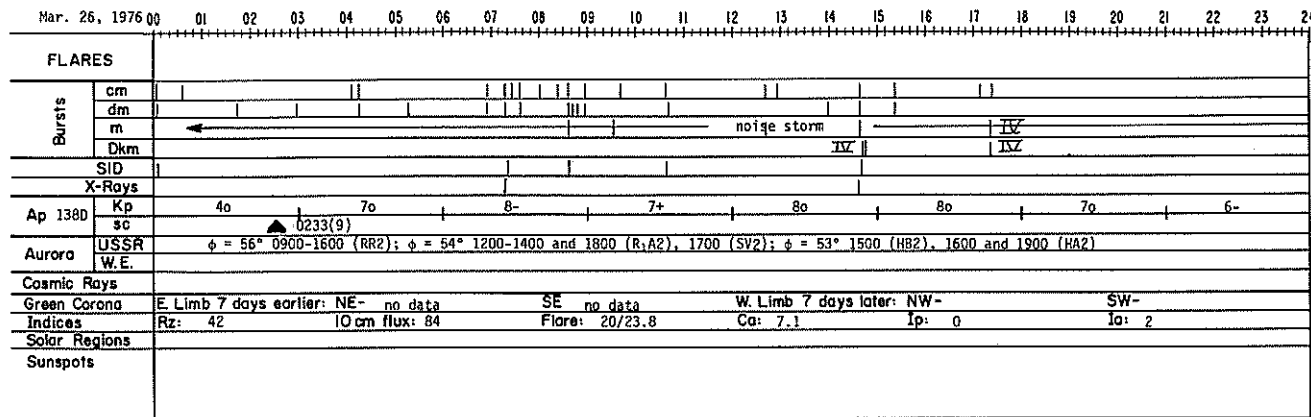 Mar. 26, 1976 00 01 02 03 04 05 06 07 08 09 10 11 12 13 14 15 16 17 18 19 20 21 22 23 24
FLARES
Bursts
cm
dm
m noise storm IV
Dkm IV IV
SID
X-Rays
Ap 138D
Kp 4o 7o 8- 7+ 8o 8o 7o 6-
sc 0233(9)
Aurora
USSR φ = 56° 0900-1600 (RR2); φ = 54° 1200-1400 and 1800 (R1A2), 1700 (SV2); φ = 53° 1500 (HB2), 1600 and 1900 (HA2)
W.E.
Cosmic Rays
Green Corona E. Limb 7 days earlier: NE- no data SE no data W. Limb 7 days later: NW- SW-
Indices Rz: 42 10 cm flux: 84 Flare: 20/23.8 Ca: 7.1 Ip: 0 Ia: 2
Solar Regions
Sunspots